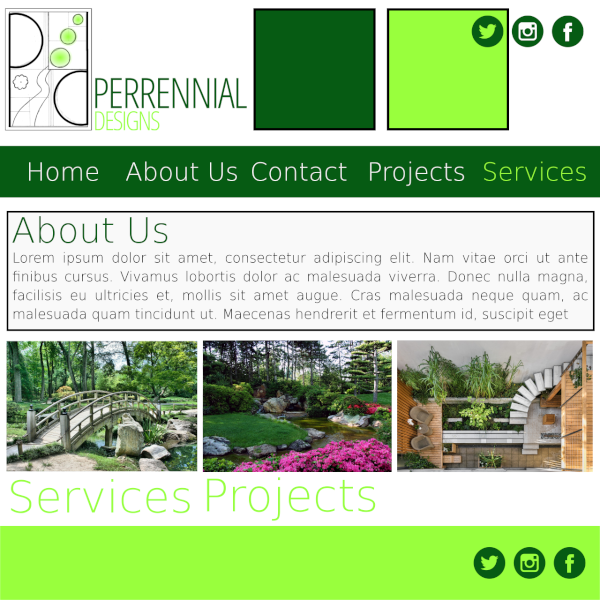 PERRENNIAL
DESIGNS
Home About Us Contact Projects Services
About Us
Lorem ipsum dolor sit amet, consectetur adipiscing elit. Nam vitae orci ut ante
finibus cursus. Vivamus lobortis dolor ac malesuada viverra. Donec nulla magna,
facilisis eu ultricies et, mollis sit amet augue. Cras malesuada neque quam, ac
malesuada quam tincidunt ut. Maecenas hendrerit et fermentum id, suscipit eget
Services Projects